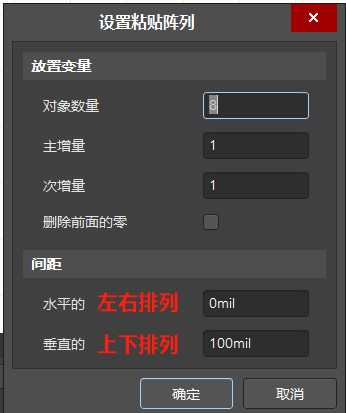 设置粘贴阵列
放置变量
对象数量 8
主增量 1
次增量 1
删除前面的零
间距
水平的 左右排列 0mil
垂直的 上下排列 100mil
确定 取消